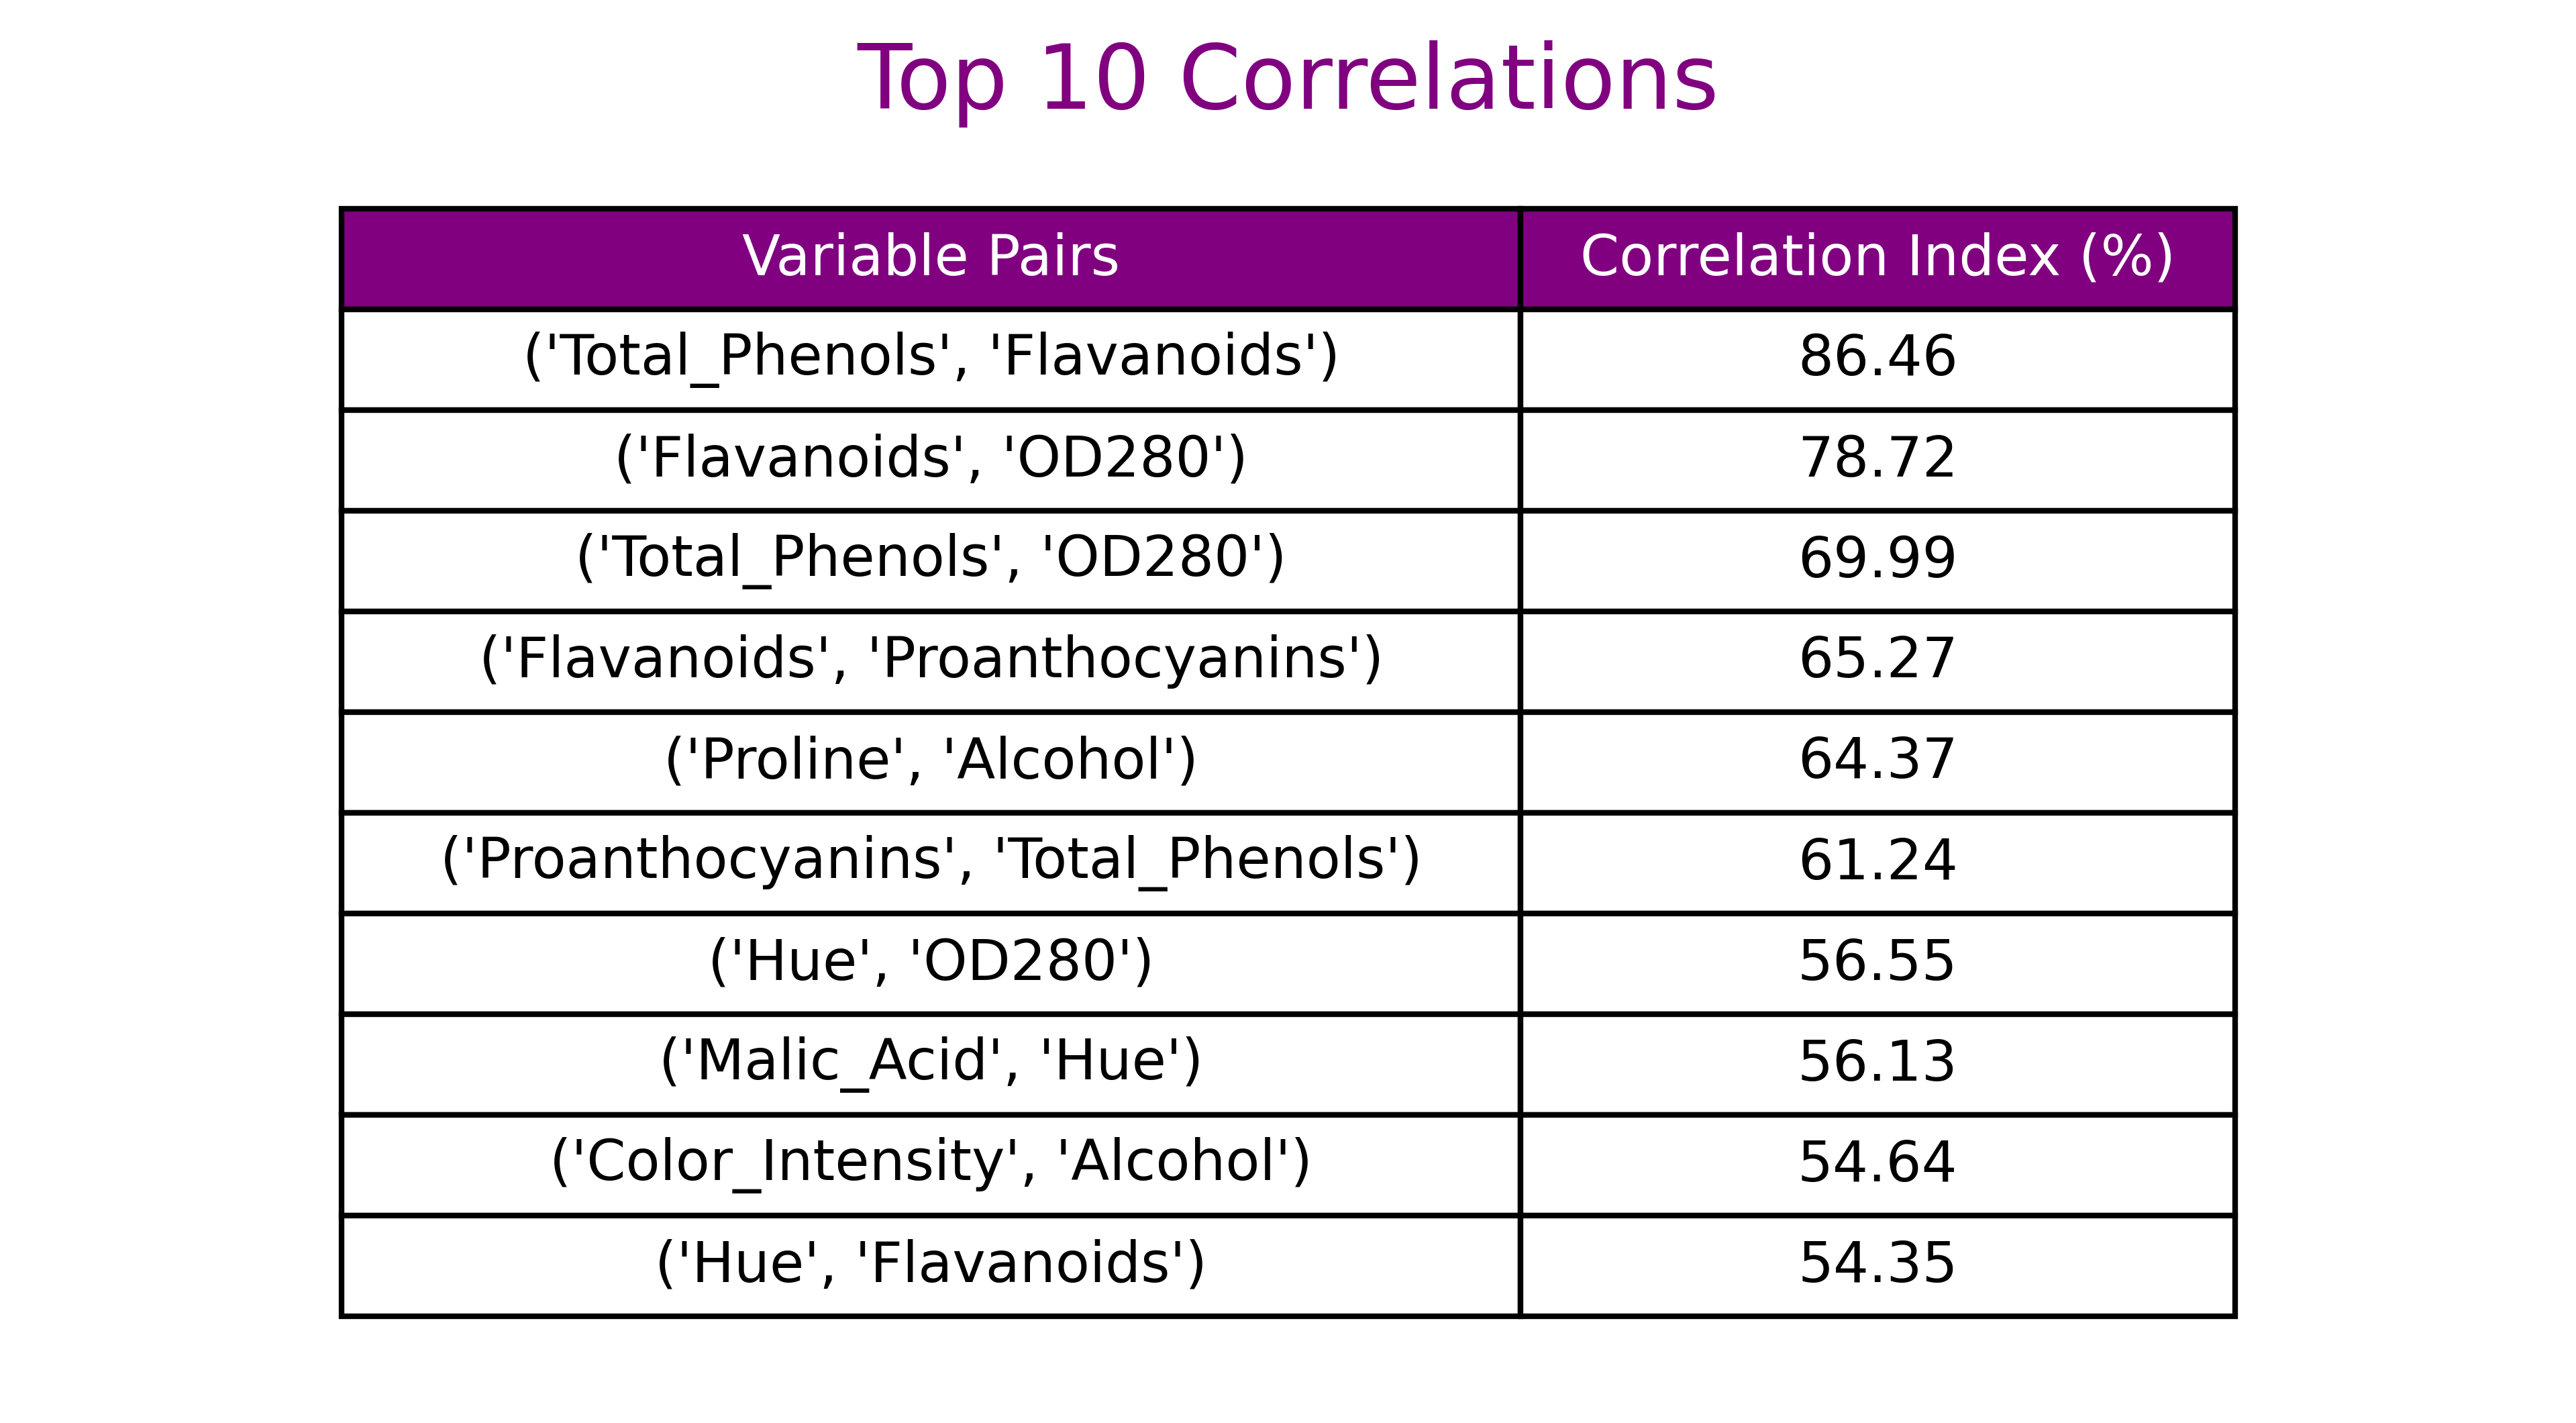 Top 10 Correlations
Variable Pairs Correlation Index (%)
('Total_Phenols', 'Flavanoids') 86.46
('Flavanoids', 'OD280') 78.72
('Total_Phenols', 'OD280') 69.99
('Flavanoids', 'Proanthocyanins') 65.27
('Proline', 'Alcohol') 64.37
('Proanthocyanins', 'Total_Phenols') 61.24
('Hue', 'OD280') 56.55
('Malic_Acid', 'Hue') 56.13
('Color_Intensity', 'Alcohol') 54.64
('Hue', 'Flavanoids') 54.35